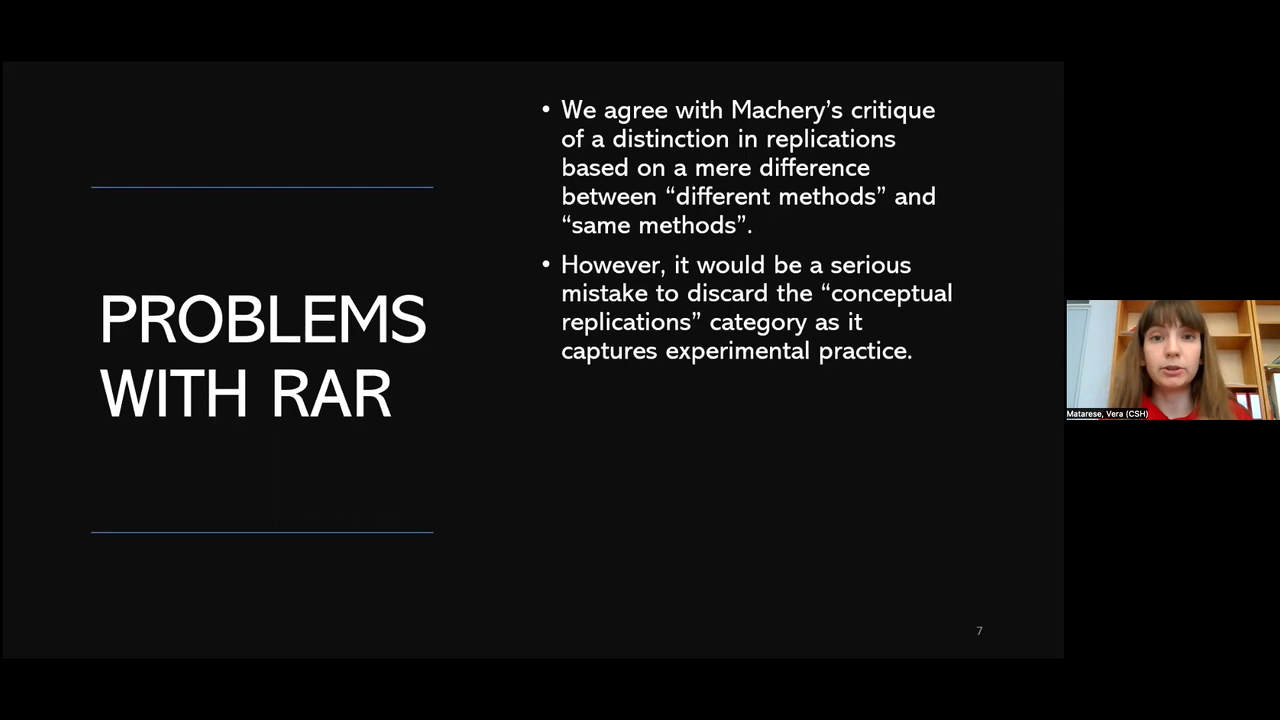 PROBLEMS
WITH RAR
• We agree with Machery’s critique
of a distinction in replications
based on a mere difference
between “different methods” and
“same methods”.
• However, it would be a serious
mistake to discard the “conceptual
replications” category as it
captures experimental practice.
Matarese, Vera (CSH)
7